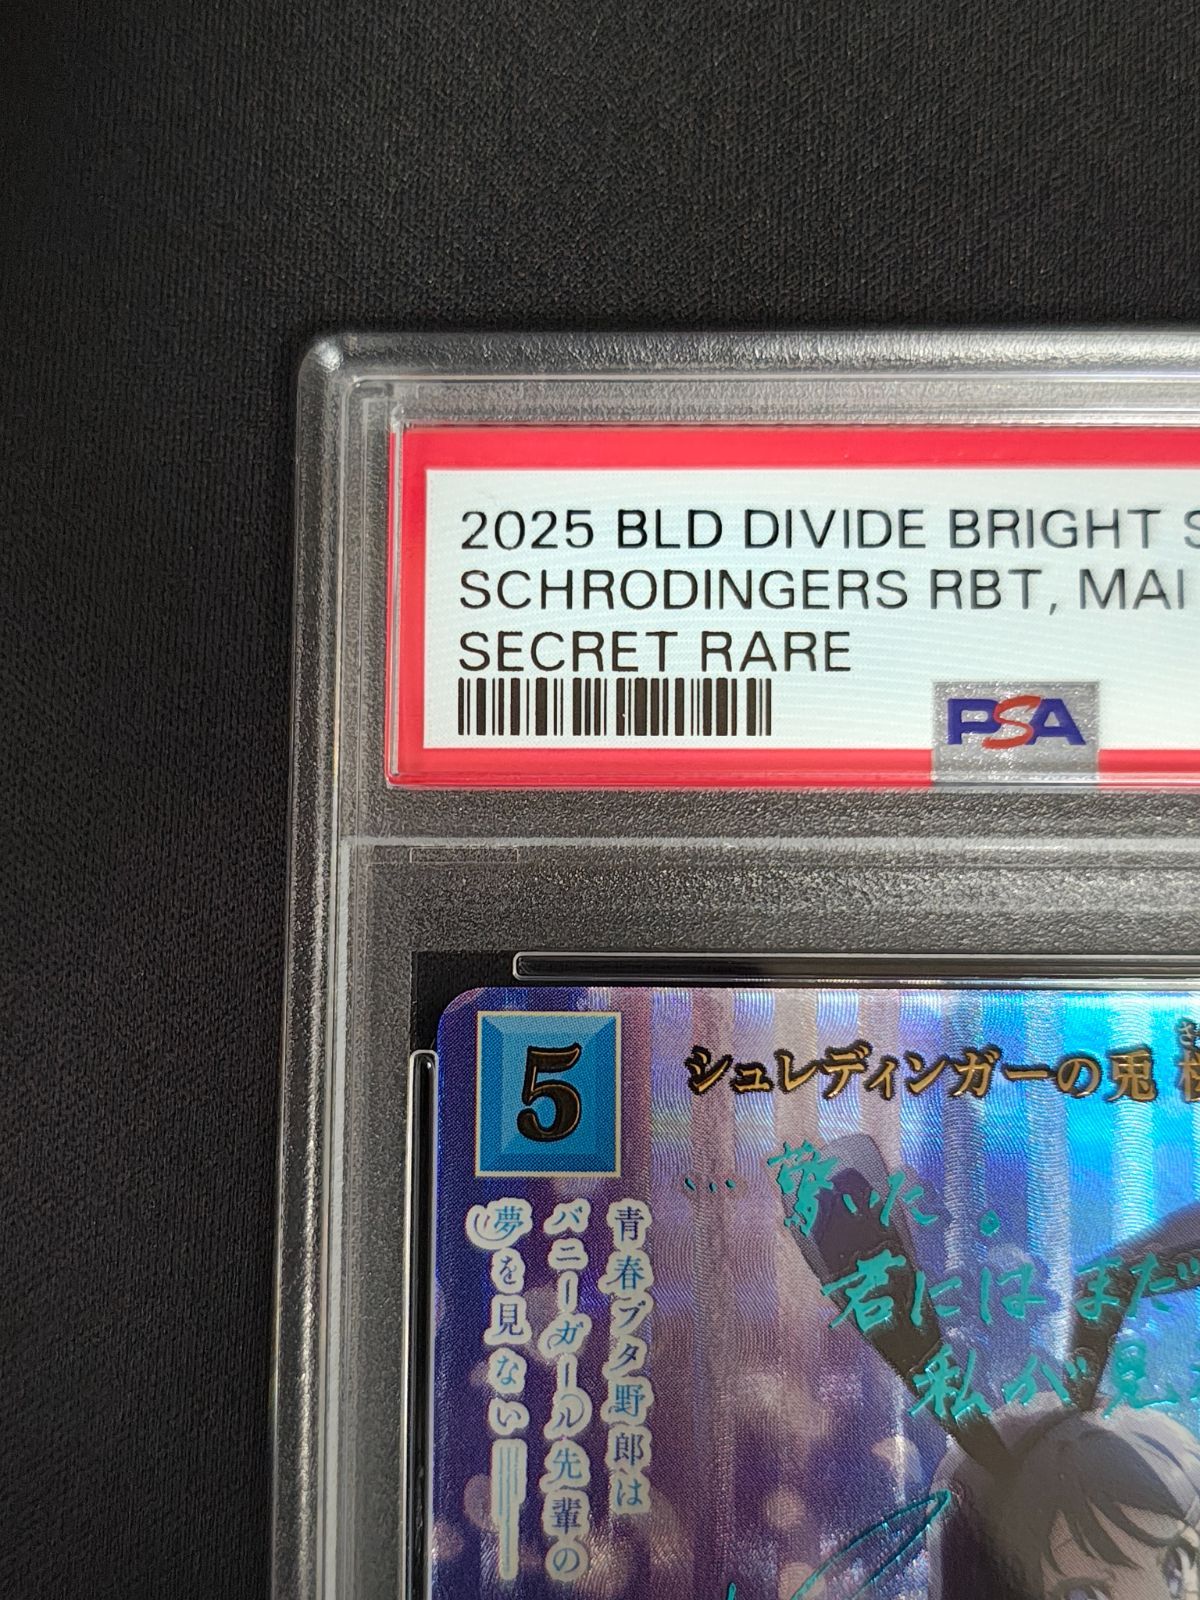 2025 BLD DIVIDE BRIGHT
SCHRODINGERS RBT, MAI
SECRET RARE
PSA
5
シュレディンガーの兎
…驚いた。
君にはまだ
私が見
青春ブタ野郎は
バニーガール先輩の
夢を見ない